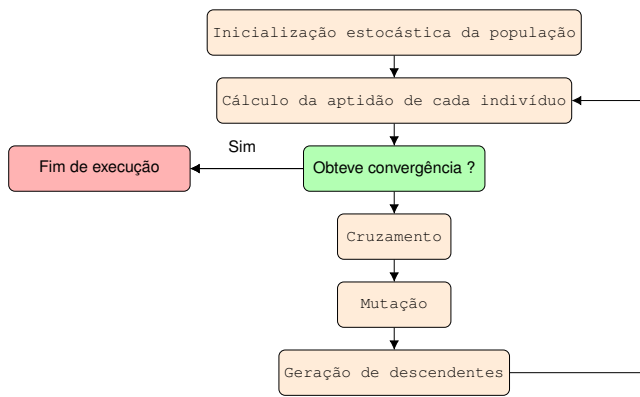 Inicialização estocástica da população
Cálculo da aptidão de cada indivíduo
Sim
Fim de execução
Obteve convergência ?
Cruzamento
Mutação
Geração de descendentes